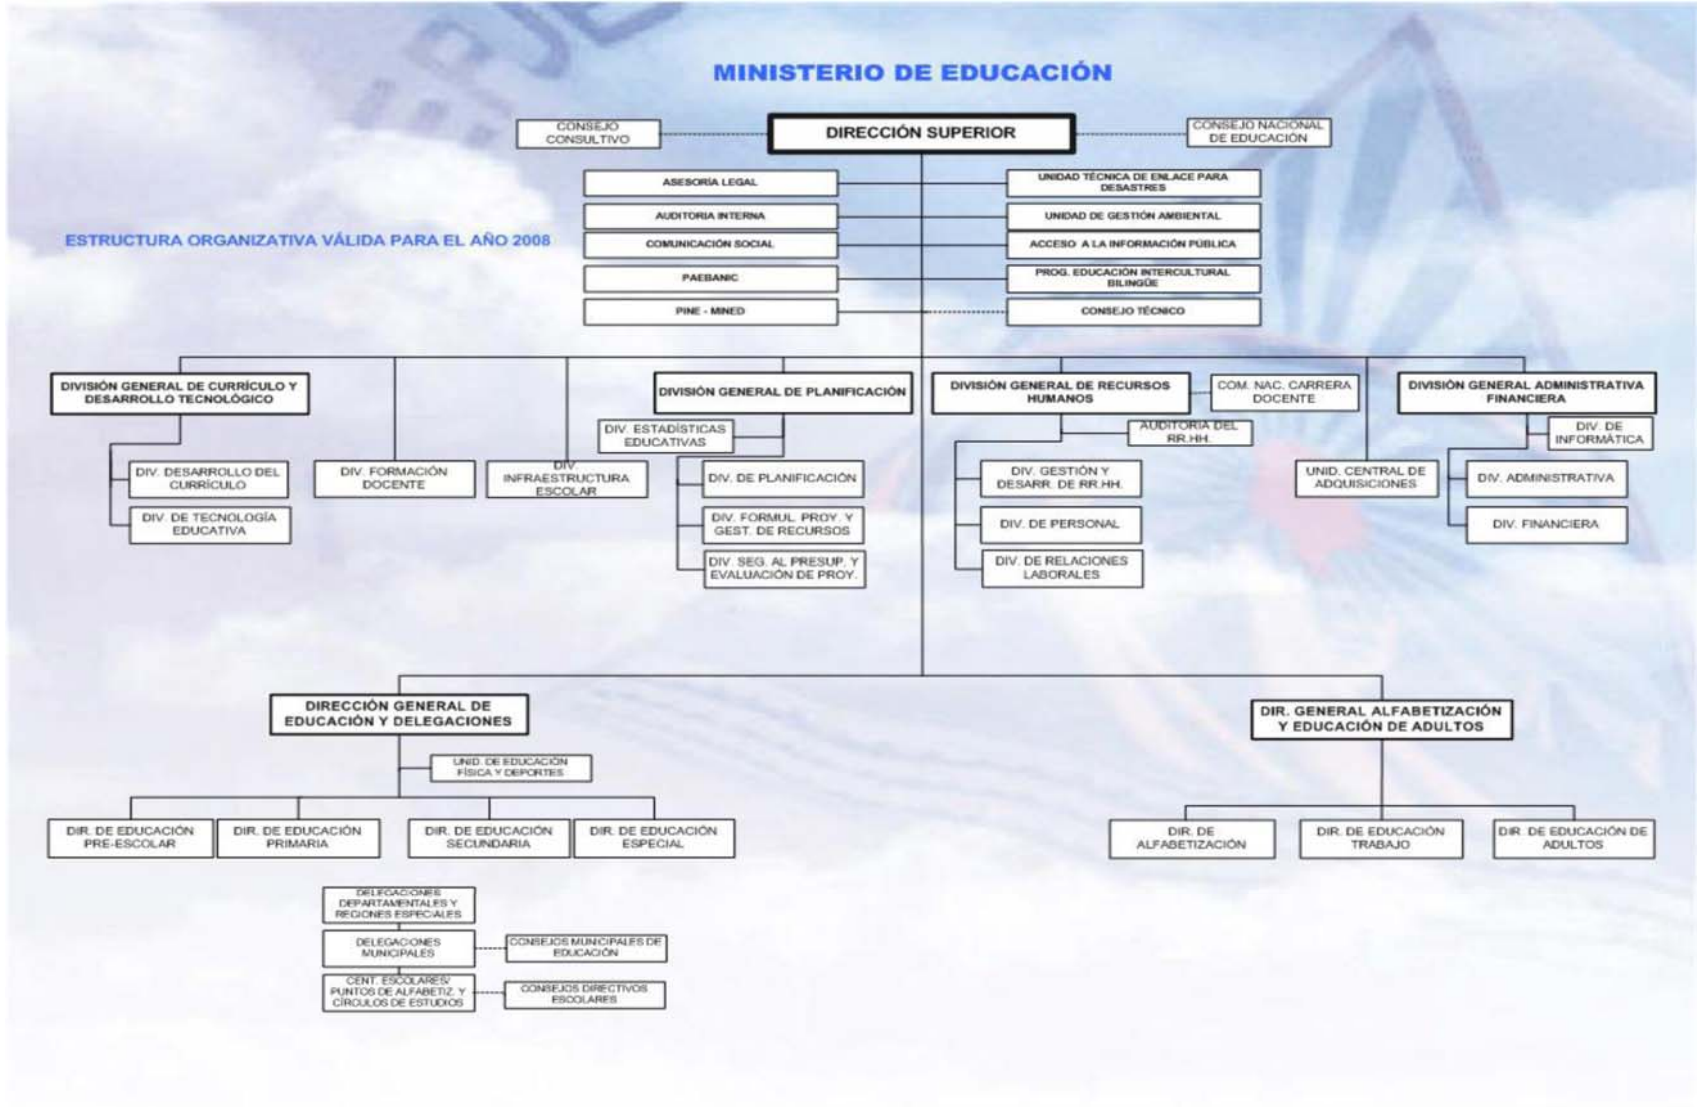 MINISTERIO DE EDUCACIÓN
CONSEJO
CONSULTIVO
DIRECCIÓN SUPERIOR
CONSEJO NACIONAL
DE EDUCACIÓN
ASESORÍA LEGAL
UNIDAD TÉCNICA DE ENLACE PARA
DESASTRES
AUDITORIA INTERNA
UNIDAD DE GESTIÓN AMBIENTAL
ESTRUCTURA ORGANIZATIVA VÁLIDA PARA EL AÑO 2008
COMUNICACIÓN SOCIAL
ACCESO A LA INFORMACIÓN PÚBLICA
PAEBANIC
PROG. EDUCACIÓN INTERCULTURAL
BILINGÜE
PINE - MINED
CONSEJO TÉCNICO
DIVISIÓN GENERAL DE CURRÍCULO Y
DESARROLLO TECNOLÓGICO
DIVISIÓN GENERAL DE PLANIFICACIÓN
DIVISIÓN GENERAL DE RECURSOS
HUMANOS
COM. NAC. CARRERA
DOCENTE
DIVISIÓN GENERAL ADMINISTRATIVA
FINANCIERA
DIV. ESTADÍSTICAS
EDUCATIVAS
AUDITORIA DEL
RR.HH.
DIV. DE
INFORMÁTICA
DIV. DESARROLLO DEL
CURRÍCULO
DIV. FORMACIÓN
DOCENTE
DIV.
INFRAESTRUCTURA
ESCOLAR
DIV. DE PLANIFICACIÓN
DIV. GESTIÓN Y
DESARR. DE RR.HH.
UNID. CENTRAL DE
ADQUISICIONES
DIV. ADMINISTRATIVA
DIV. DE TECNOLOGÍA
EDUCATIVA
DIV. FORMUL. PROY. Y
GEST. DE RECURSOS
DIV. DE PERSONAL
DIV. FINANCIERA
DIV. SEG. AL PRESUP. Y
EVALUACIÓN DE PROY.
DIV. DE RELACIONES
LABORALES
DIRECCIÓN GENERAL DE
EDUCACIÓN Y DELEGACIONES
DIR. GENERAL ALFABETIZACIÓN
Y EDUCACIÓN DE ADULTOS
UNID. DE EDUCACIÓN
FÍSICA Y DEPORTES
DIR. DE EDUCACIÓN
PRE-ESCOLAR
DIR. DE EDUCACIÓN
PRIMARIA
DIR. DE EDUCACIÓN
SECUNDARIA
DIR. DE EDUCACIÓN
ESPECIAL
DIR. DE
ALFABETIZACIÓN
DIR. DE EDUCACIÓN
TRABAJO
DIR. DE EDUCACIÓN DE
ADULTOS
DELEGACIONES
DEPARTAMENTALES Y
REGIONES ESPECIALES
DELEGACIONES
MUNICIPALES
CONSEJOS MUNICIPALES DE
EDUCACIÓN
CENT. ESCOLARES/
PUNTOS DE ALFABETIZ. Y
CÍRCULOS DE ESTUDIOS
CONSEJOS DIRECTIVOS
ESCOLARES